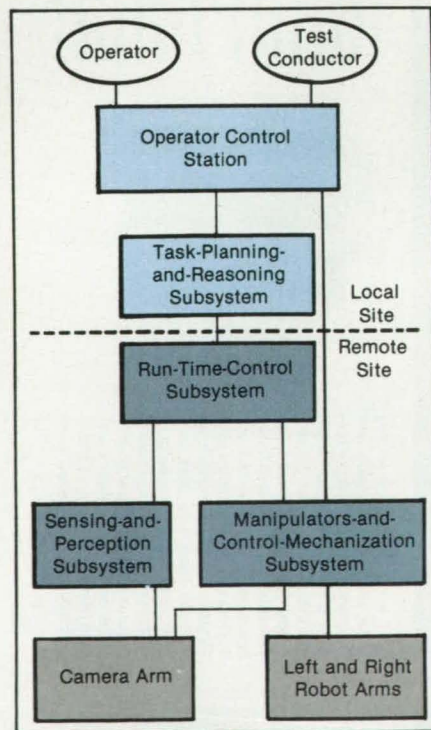 Operator
Test
Conductor
Operator Control
Station
Task-Planning-
and-Reasoning
Subsystem
Local
Site
Remote
Site
Run-Time-Control
Subsystem
Sensing-and-
Perception
Subsystem
Manipulators-and-
Control-Mechanization
Subsystem
Camera Arm
Left and Right
Robot Arms